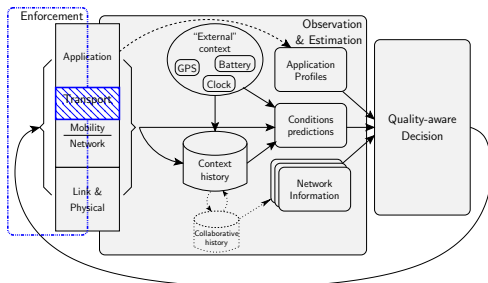 Enforcement
Observation
& Estimation
"External"
context
GPS
Battery
Clock
Application
Transport
Mobility
Network
Link &
Physical
Application
Profiles
Conditions
predictions
Context
history
Network
Information
Collaborative
history
Quality-aware
Decision